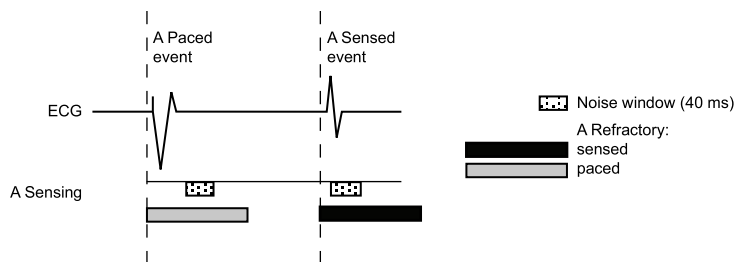 A Paced
event
A Sensed
event
ECG
A Sensing
Noise window (40 ms)
A Refractory:
sensed
paced